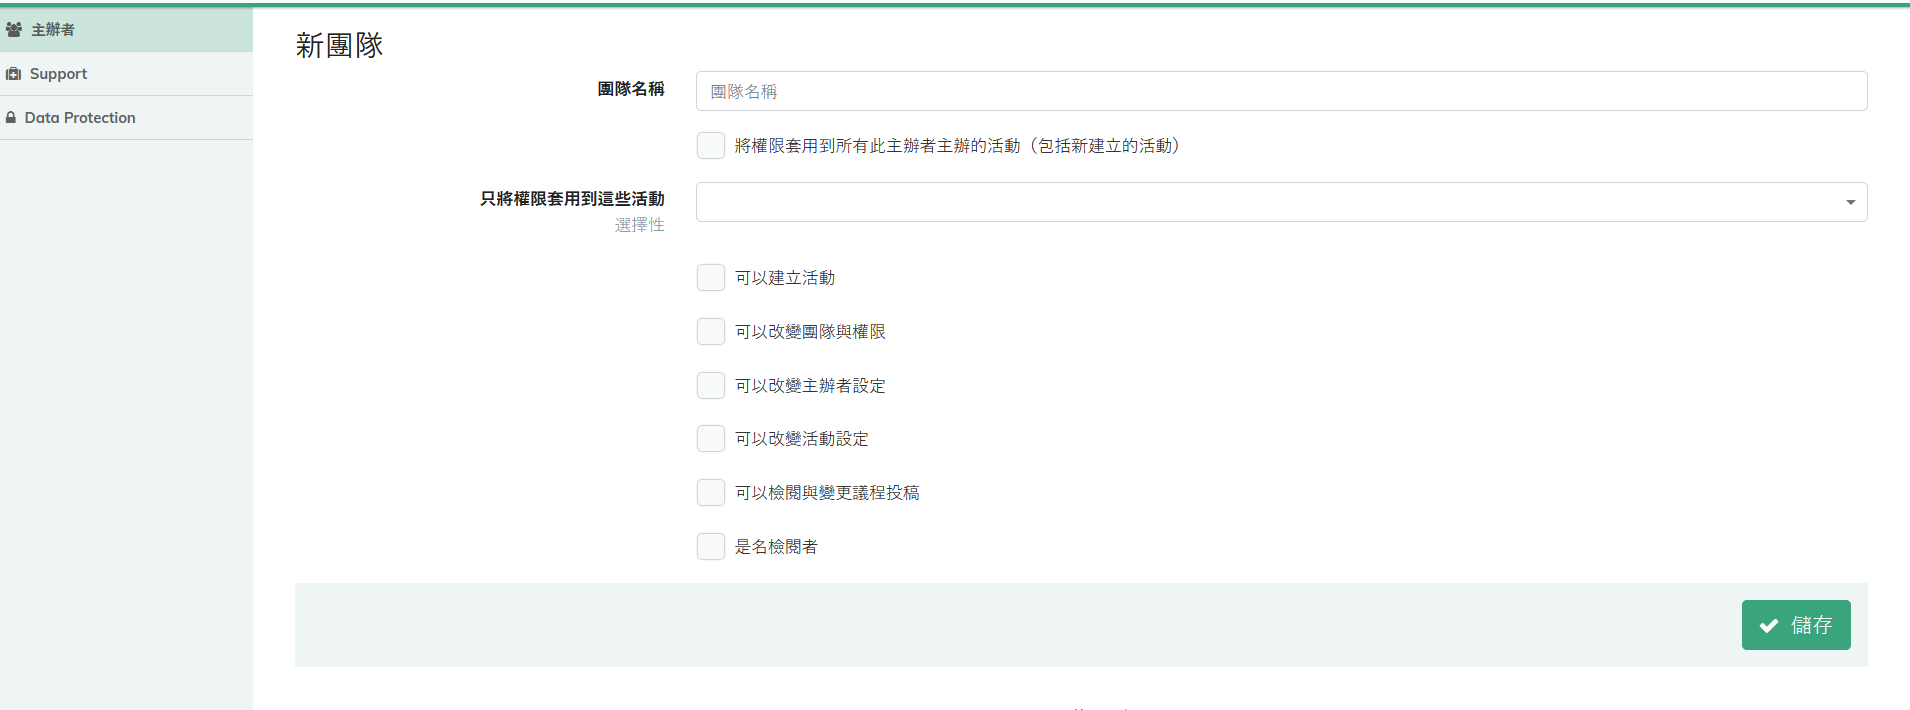 主辦者
Support
Data Protection
新團隊
團隊名稱
團隊名稱
將權限套用到所有此主辦者主辦的活動（包括新建立的活動）
只將權限套用到這些活動
選擇性
可以建立活動
可以改變團隊與權限
可以改變主辦者設定
可以改變活動設定
可以檢閱與變更議程投稿
是名檢閱者
儲存